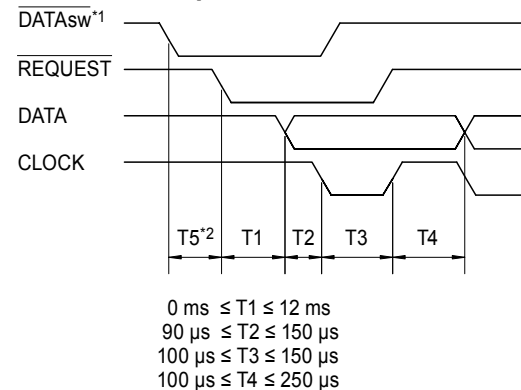 DATAsw*1
REQUEST
DATA
CLOCK
T5*2 T1 T2 T3 T4
0 ms ≤ T1 ≤ 12 ms
90 µs ≤ T2 ≤ 150 µs
100 µs ≤ T3 ≤ 150 µs
100 µs ≤ T4 ≤ 250 µs